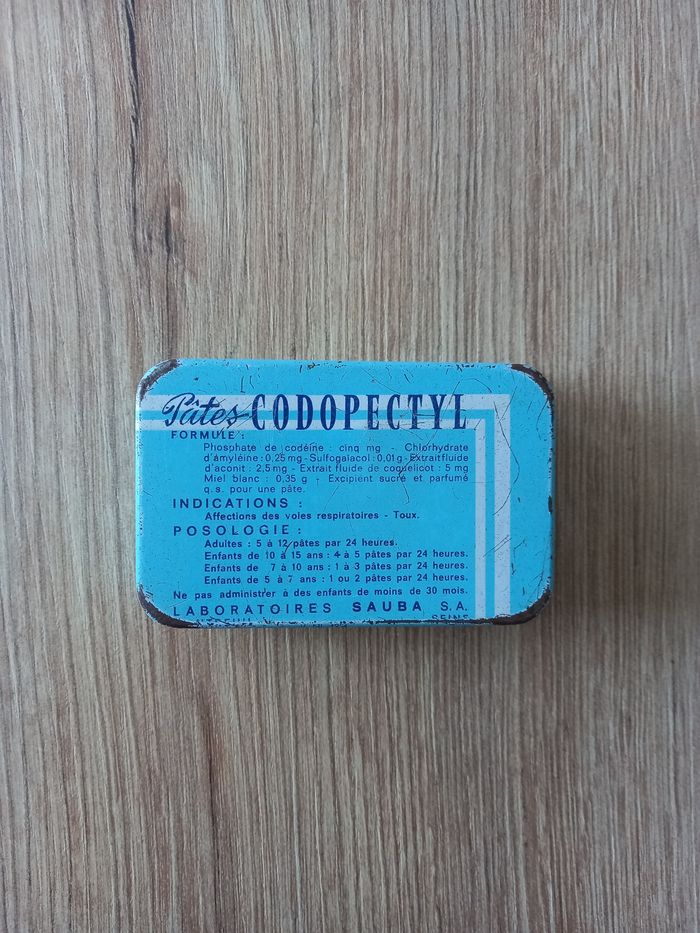 Pâtes CODOPECTYL
FORMULE :
Phosphate de codéine : cinq mg - Chlorhydrate
d'amyléine : 0,25 mg - Sulfogaïacol : 0,01 g - Extrait fluide
d'aconit : 2,5 mg - Extrait fluide de coquelicot : 5 mg
Miel blanc : 0,35 g - Excipient sucré et parfumé
q.s. pour une pâte.
INDICATIONS :
Affections des voies respiratoires - Toux.
POSOLOGIE :
Adultes : 5 à 12 pâtes par 24 heures.
Enfants de 10 à 15 ans : 4 à 5 pâtes par 24 heures.
Enfants de 7 à 10 ans : 1 à 3 pâtes par 24 heures.
Enfants de 5 à 7 ans : 1 ou 2 pâtes par 24 heures.
Ne pas administrer à des enfants de moins de 30 mois.
LABORATOIRES SAUBA S.A.
SEINE